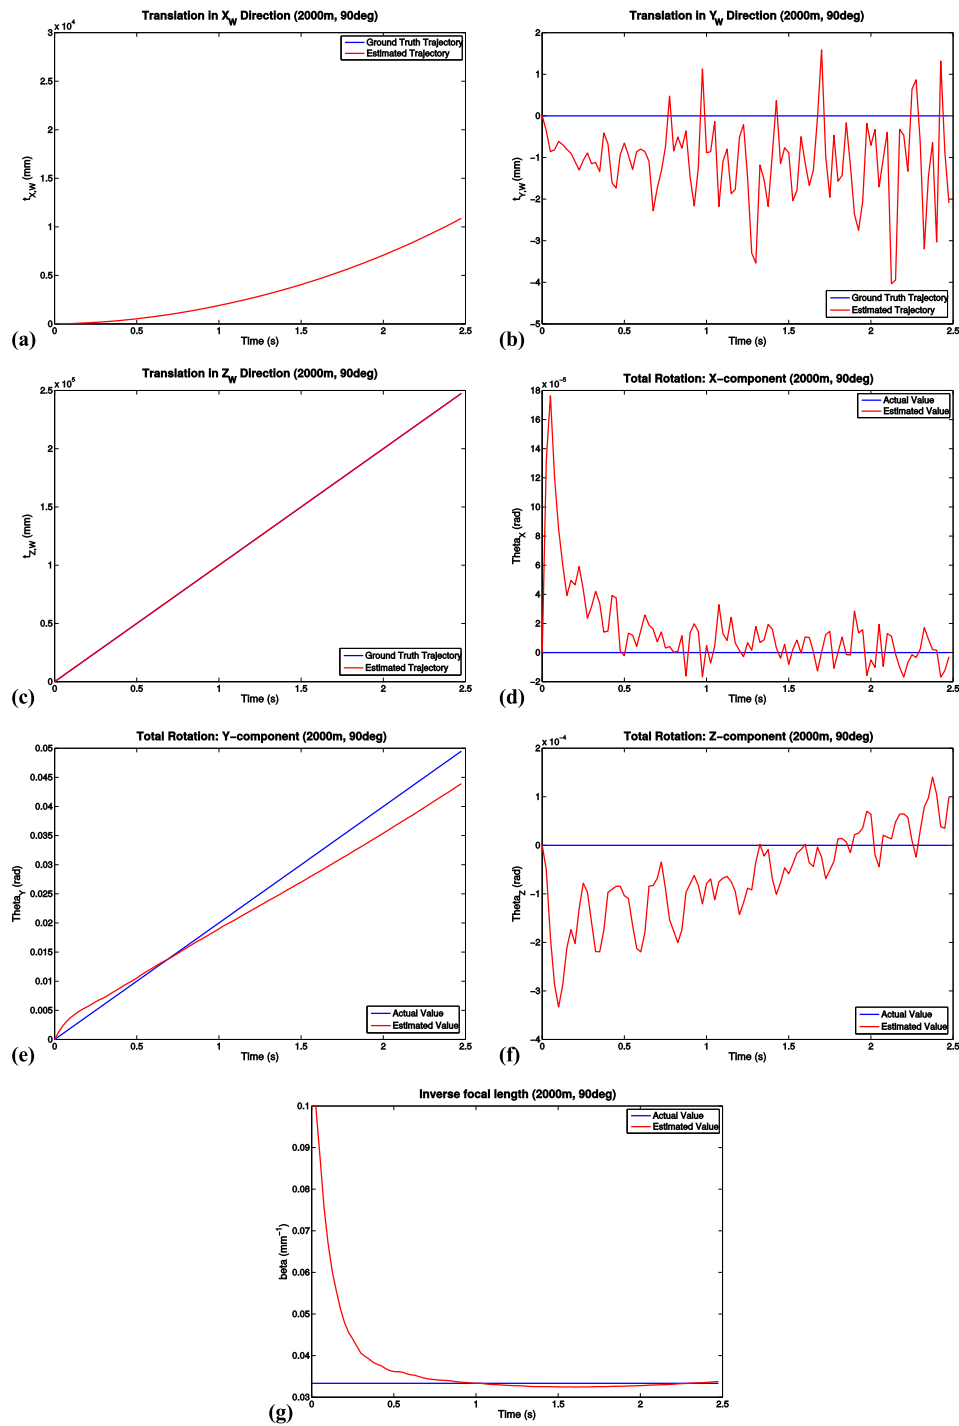 Translation in X_W Direction (2000m, 90deg)
x 10^4
3
2.5
2
1.5
1
0.5
0
0 0.5 1 1.5 2 2.5
t_X,W (mm)
Time (s)
Ground Truth Trajectory
Estimated Trajectory
(a)
Translation in Y_W Direction (2000m, 90deg)
2
1
0
−1
−2
−3
−4
−5
0 0.5 1 1.5 2 2.5
t_Y,W (mm)
Time (s)
Ground Truth Trajectory
Estimated Trajectory
(b)
Translation in Z_W Direction (2000m, 90deg)
x 10^5
2.5
2
1.5
1
0.5
0
0 0.5 1 1.5 2 2.5
t_Z,W (mm)
Time (s)
Ground Truth Trajectory
Estimated Trajectory
(c)
Total Rotation: X−component (2000m, 90deg)
x 10^−5
18
16
14
12
10
8
6
4
2
0
−2
0 0.5 1 1.5 2 2.5
Theta_X (rad)
Time (s)
Actual Value
Estimated Value
(d)
Total Rotation: Y−component (2000m, 90deg)
0.05
0.045
0.04
0.035
0.03
0.025
0.02
0.015
0.01
0.005
0
0 0.5 1 1.5 2 2.5
Theta_Y (rad)
Time (s)
Actual Value
Estimated Value
(e)
Total Rotation: Z−component (2000m, 90deg)
x 10^−4
2
1
0
−1
−2
−3
−4
0 0.5 1 1.5 2 2.5
Theta_Z (rad)
Time (s)
Actual Value
Estimated Value
(f)
Inverse focal length (2000m, 90deg)
0.1
0.09
0.08
0.07
0.06
0.05
0.04
0.03
0 0.5 1 1.5 2 2.5
beta (mm^−1)
Time (s)
Actual Value
Estimated Value
(g)